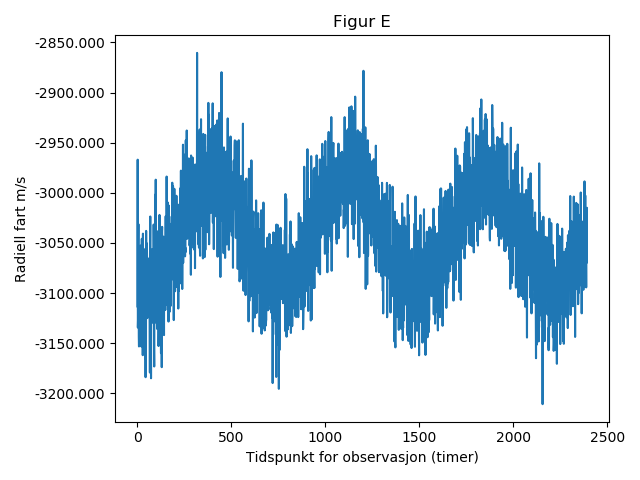 Figur E
Radiell fart m/s
-2850.000
-2900.000
-2950.000
-3000.000
-3050.000
-3100.000
-3150.000
-3200.000
0 500 1000 1500 2000 2500
Tidspunkt for observasjon (timer)